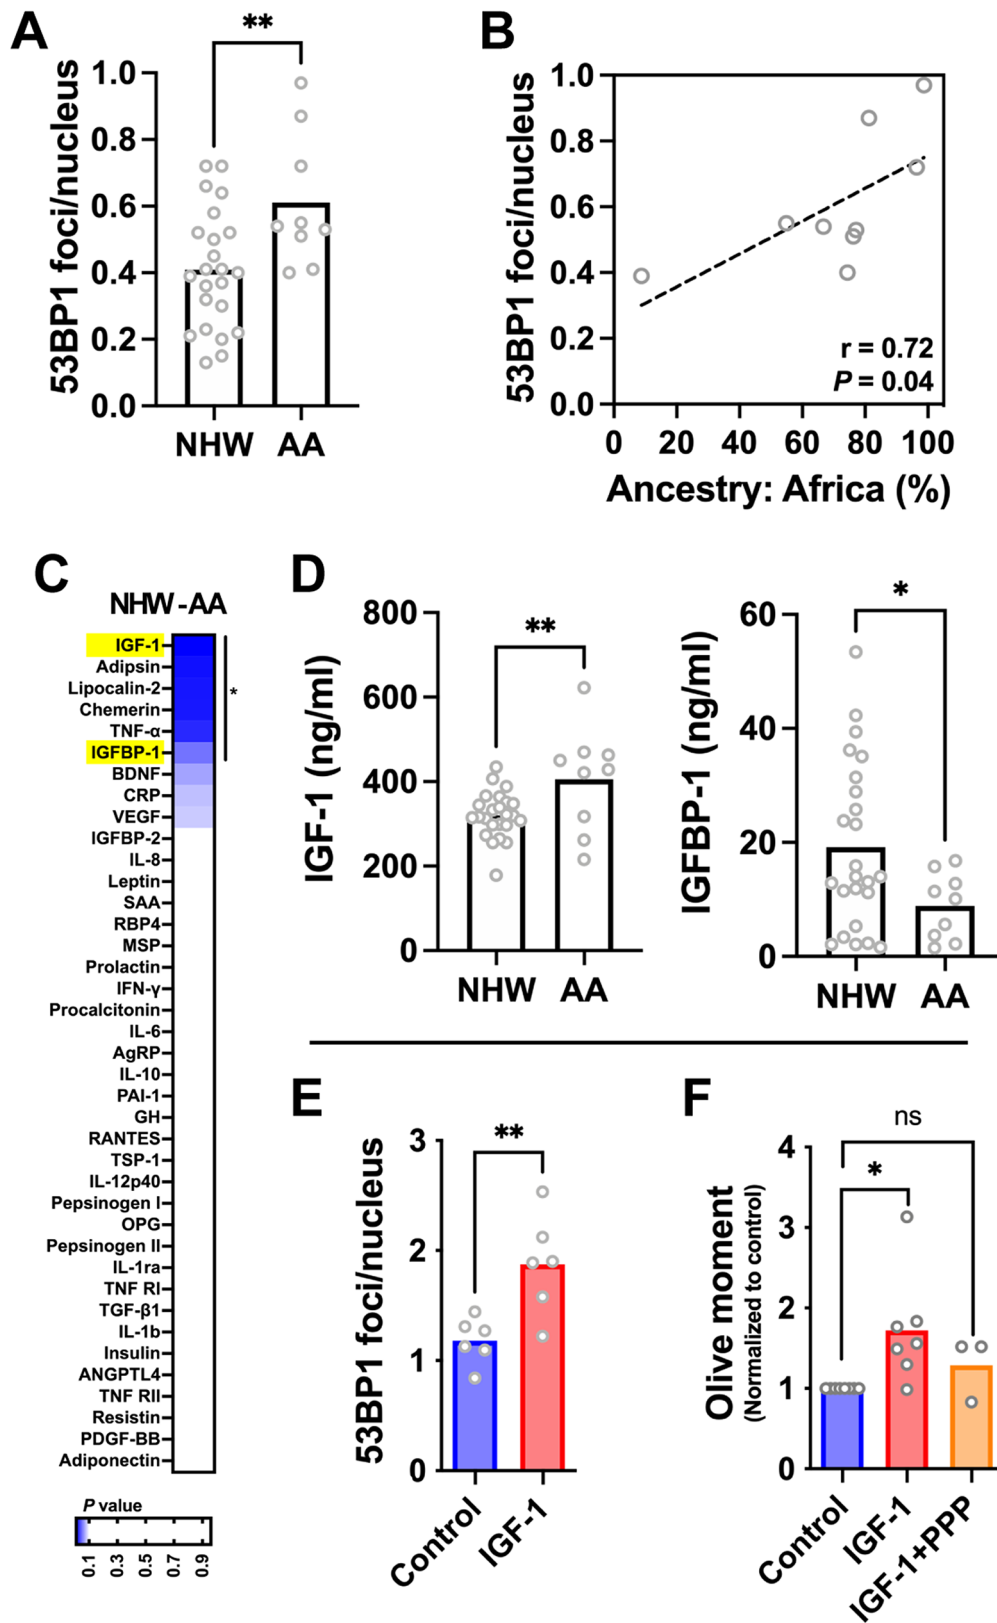 A
**
53BP1 foci/nucleus
1.0
0.8
0.6
0.4
0.2
0.0
NHW AA
B
53BP1 foci/nucleus
1.0
0.8
0.6
0.4
0.2
0.0
r = 0.72
P = 0.04
0 20 40 60 80 100
Ancestry: Africa (%)
C
NHW-AA
IGF-1
Adipsin
Lipocalin-2
Chemerin
TNF-α
IGFBP-1
BDNF
CRP
VEGF
IGFBP-2
IL-8
Leptin
SAA
RBP4
MSP
Prolactin
IFN-γ
Procalcitonin
IL-6
AgRP
IL-10
PAI-1
GH
RANTES
TSP-1
IL-12p40
Pepsinogen I
OPG
Pepsinogen II
IL-1ra
TNF RI
TGF-β1
IL-1b
Insulin
ANGPTL4
TNF RII
Resistin
PDGF-BB
Adiponectin
*
P value
0.1 0.3 0.5 0.7 0.9
D
IGF-1 (ng/ml)
800
600
400
200
0
**
NHW AA
IGFBP-1 (ng/ml)
60
40
20
0
*
NHW AA
E
53BP1 foci/nucleus
3
2
1
0
**
Control
IGF-1
F
Olive moment
(Normalized to control)
4
3
2
1
0
ns
*
Control
IGF-1
IGF-1+PPP